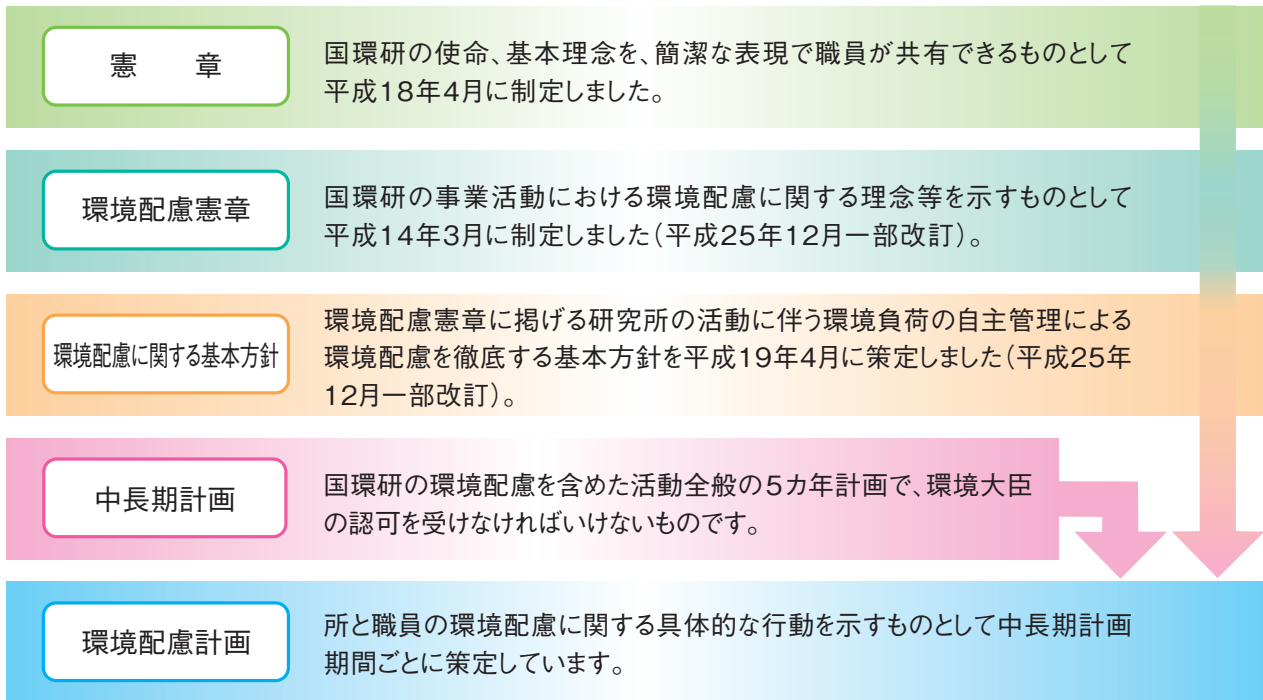 憲　章
国環研の使命、基本理念を、簡潔な表現で職員が共有できるものとして
平成18年4月に制定しました。
環境配慮憲章
国環研の事業活動における環境配慮に関する理念等を示すものとして
平成14年3月に制定しました（平成25年12月一部改訂）。
環境配慮に関する基本方針
環境配慮憲章に掲げる研究所の活動に伴う環境負荷の自主管理による
環境配慮を徹底する基本方針を平成19年4月に策定しました（平成25年
12月一部改訂）。
中長期計画
国環研の環境配慮を含めた活動全般の5カ年計画で、環境大臣
の認可を受けなければいけないものです。
環境配慮計画
所と職員の環境配慮に関する具体的な行動を示すものとして中長期計画
期間ごとに策定しています。